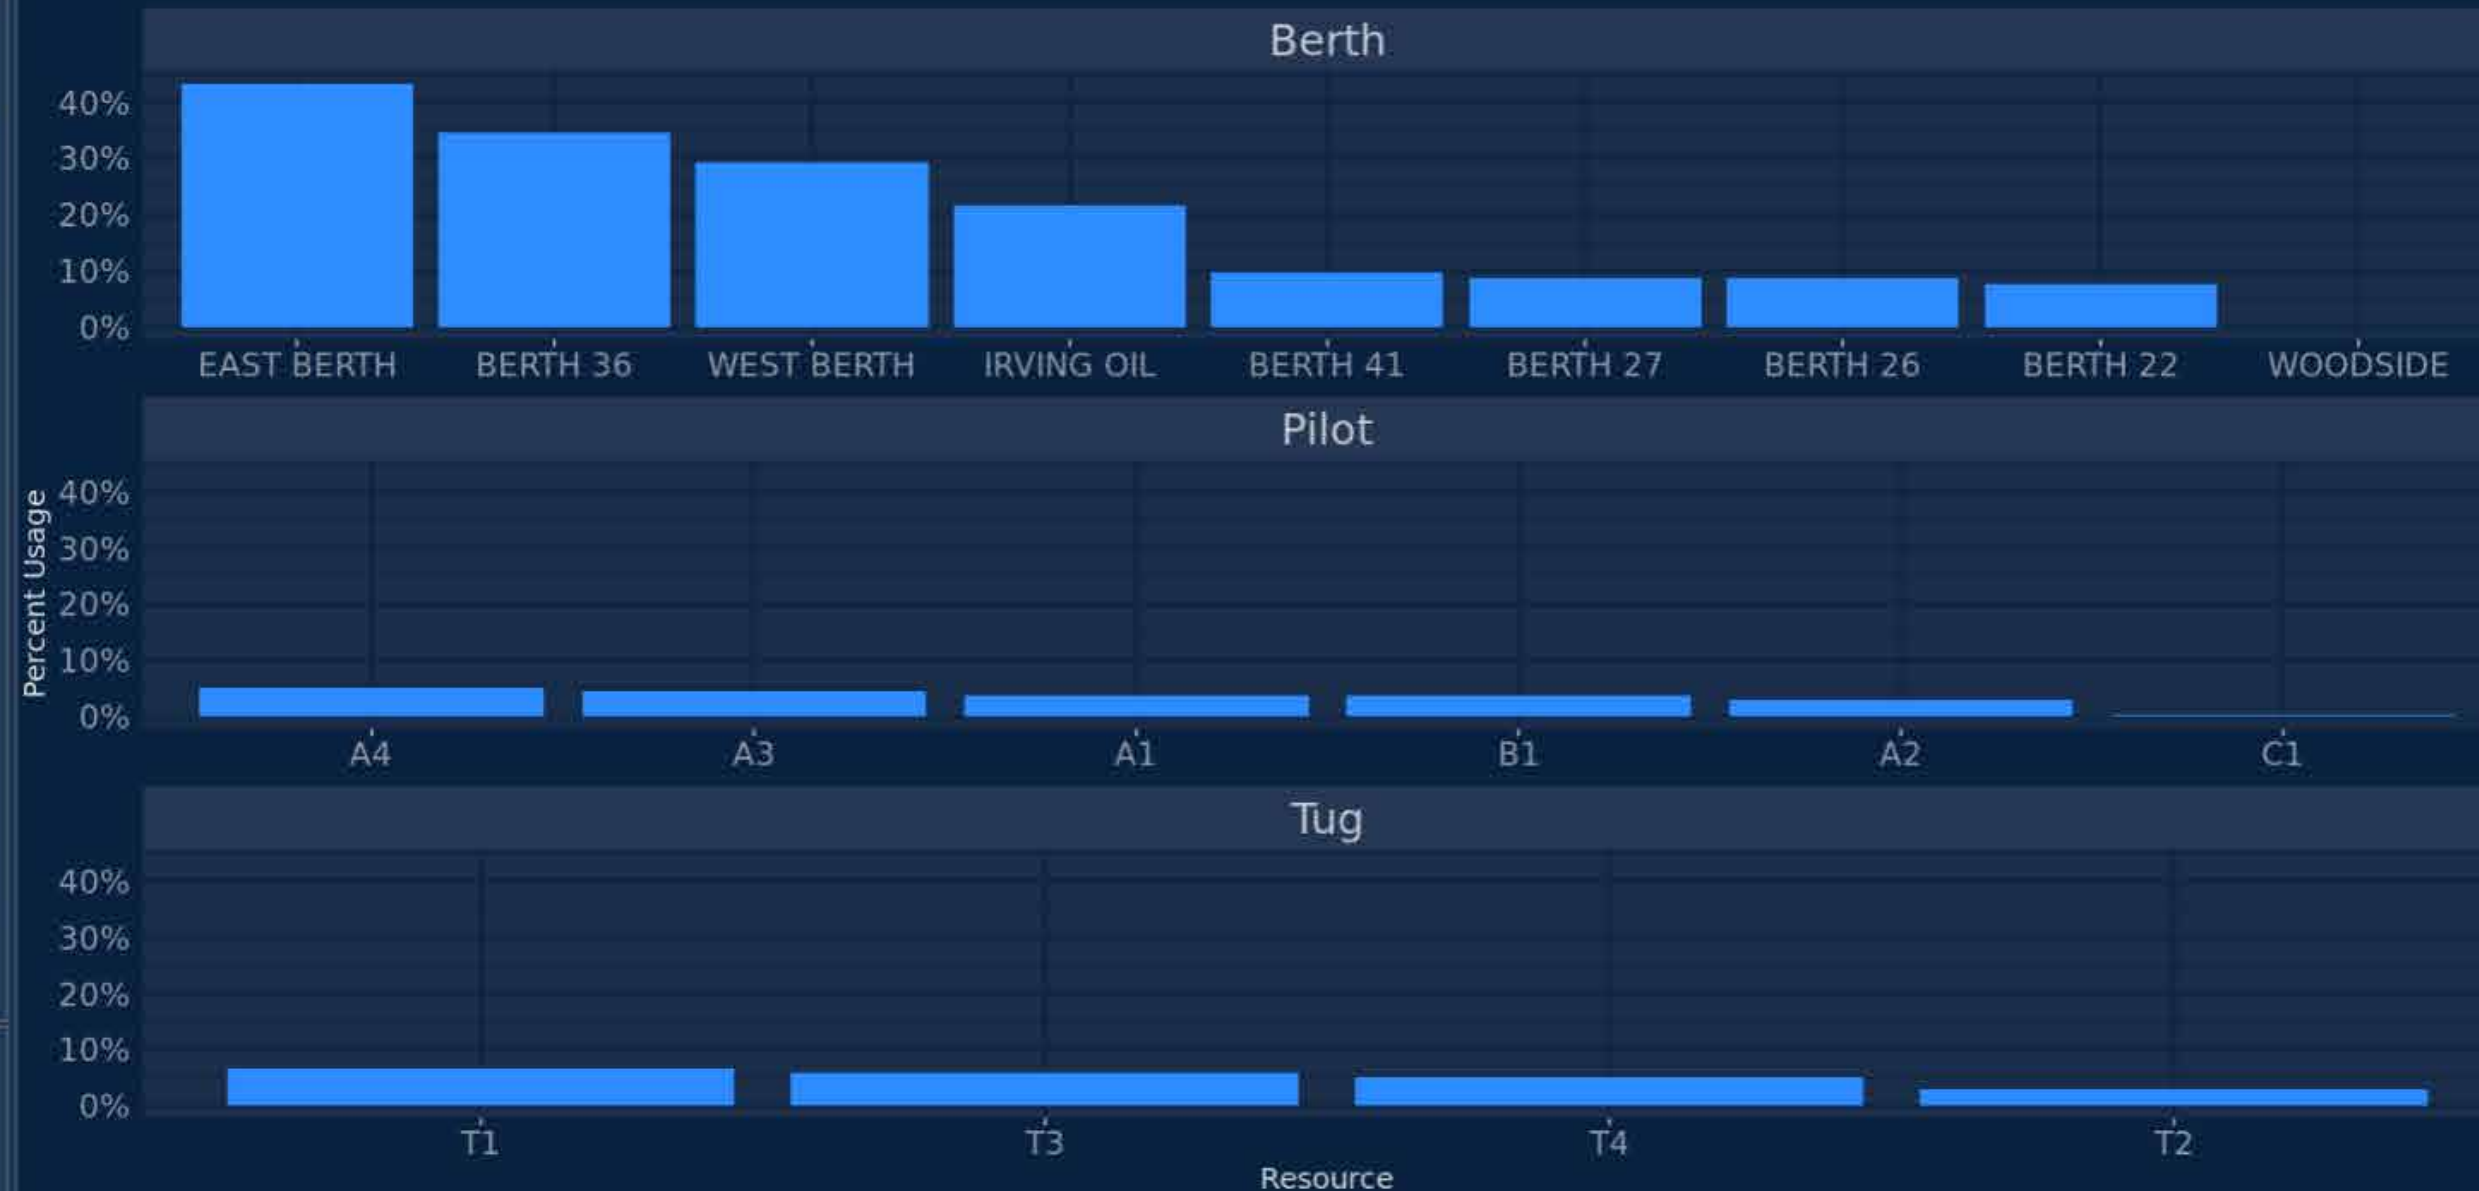 Berth
40%
30%
20%
10%
0%
EAST BERTH BERTH 36 WEST BERTH IRVING OIL BERTH 41 BERTH 27 BERTH 26 BERTH 22 WOODSIDE
Pilot
Percent Usage
40%
30%
20%
10%
0%
A4 A3 A1 B1 A2 C1
Tug
40%
30%
20%
10%
0%
T1 T3 T4 T2
Resource